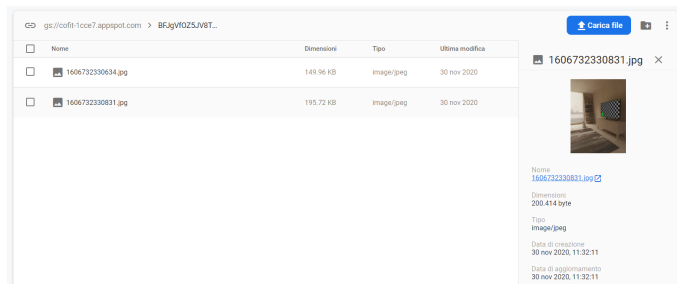 gs://cofit-1cce7.appspot.com > BFJgVf0Z5JV8T...
Carica file
Nome Dimensioni Tipo Ultima modifica
1606732330634.jpg 149.96 KB image/jpeg 30 nov 2020
1606732330831.jpg 195.72 KB image/jpeg 30 nov 2020
1606732330831.jpg
Nome
1606732330831.jpg
Dimensioni
200.414 byte
Tipo
image/jpeg
Data di creazione
30 nov 2020, 11:32:11
Data di aggiornamento
30 nov 2020, 11:32:11